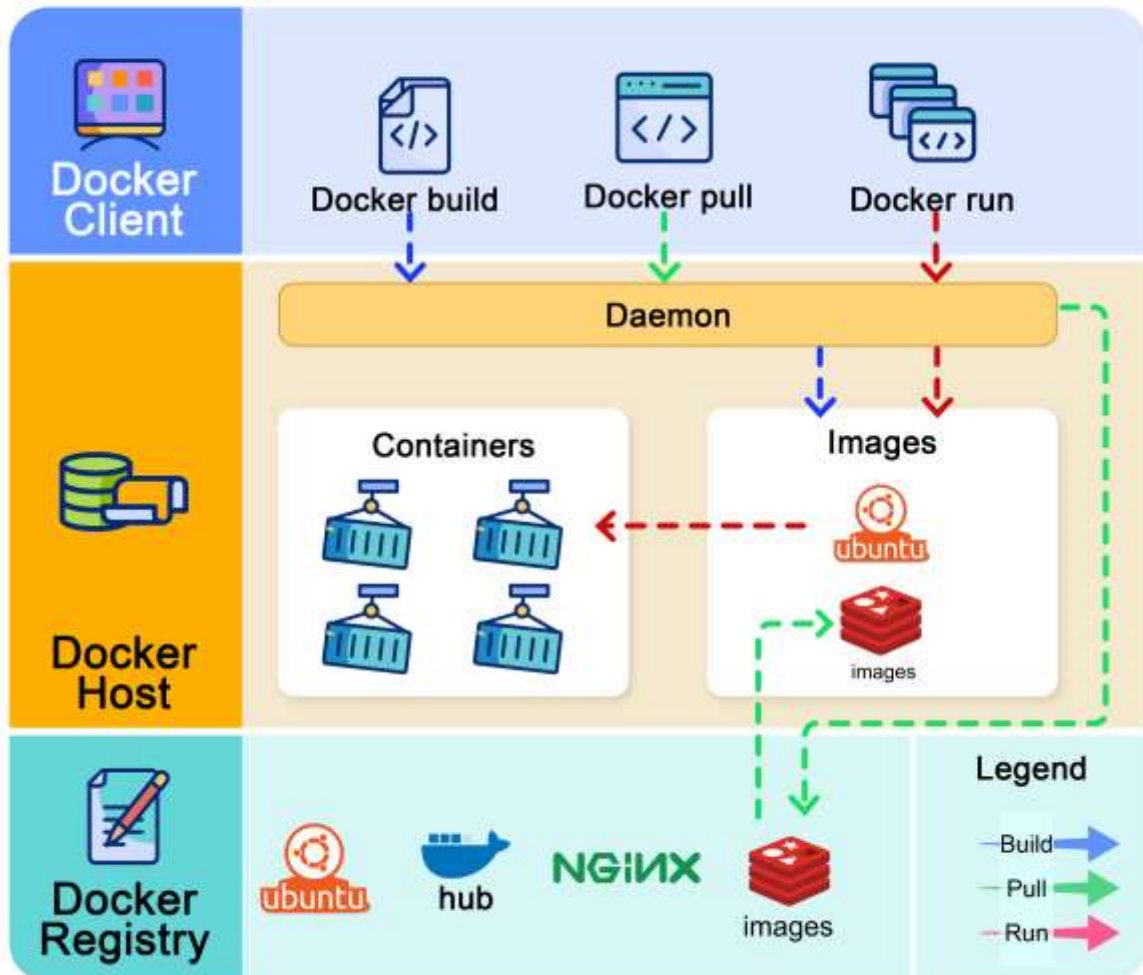 Docker
Client
Docker build
Docker pull
Docker run
Daemon
Containers
Images
ubuntu
images
Docker
Host
Docker
Registry
ubuntu
hub
NGINX
images
Legend
Build
Pull
Run